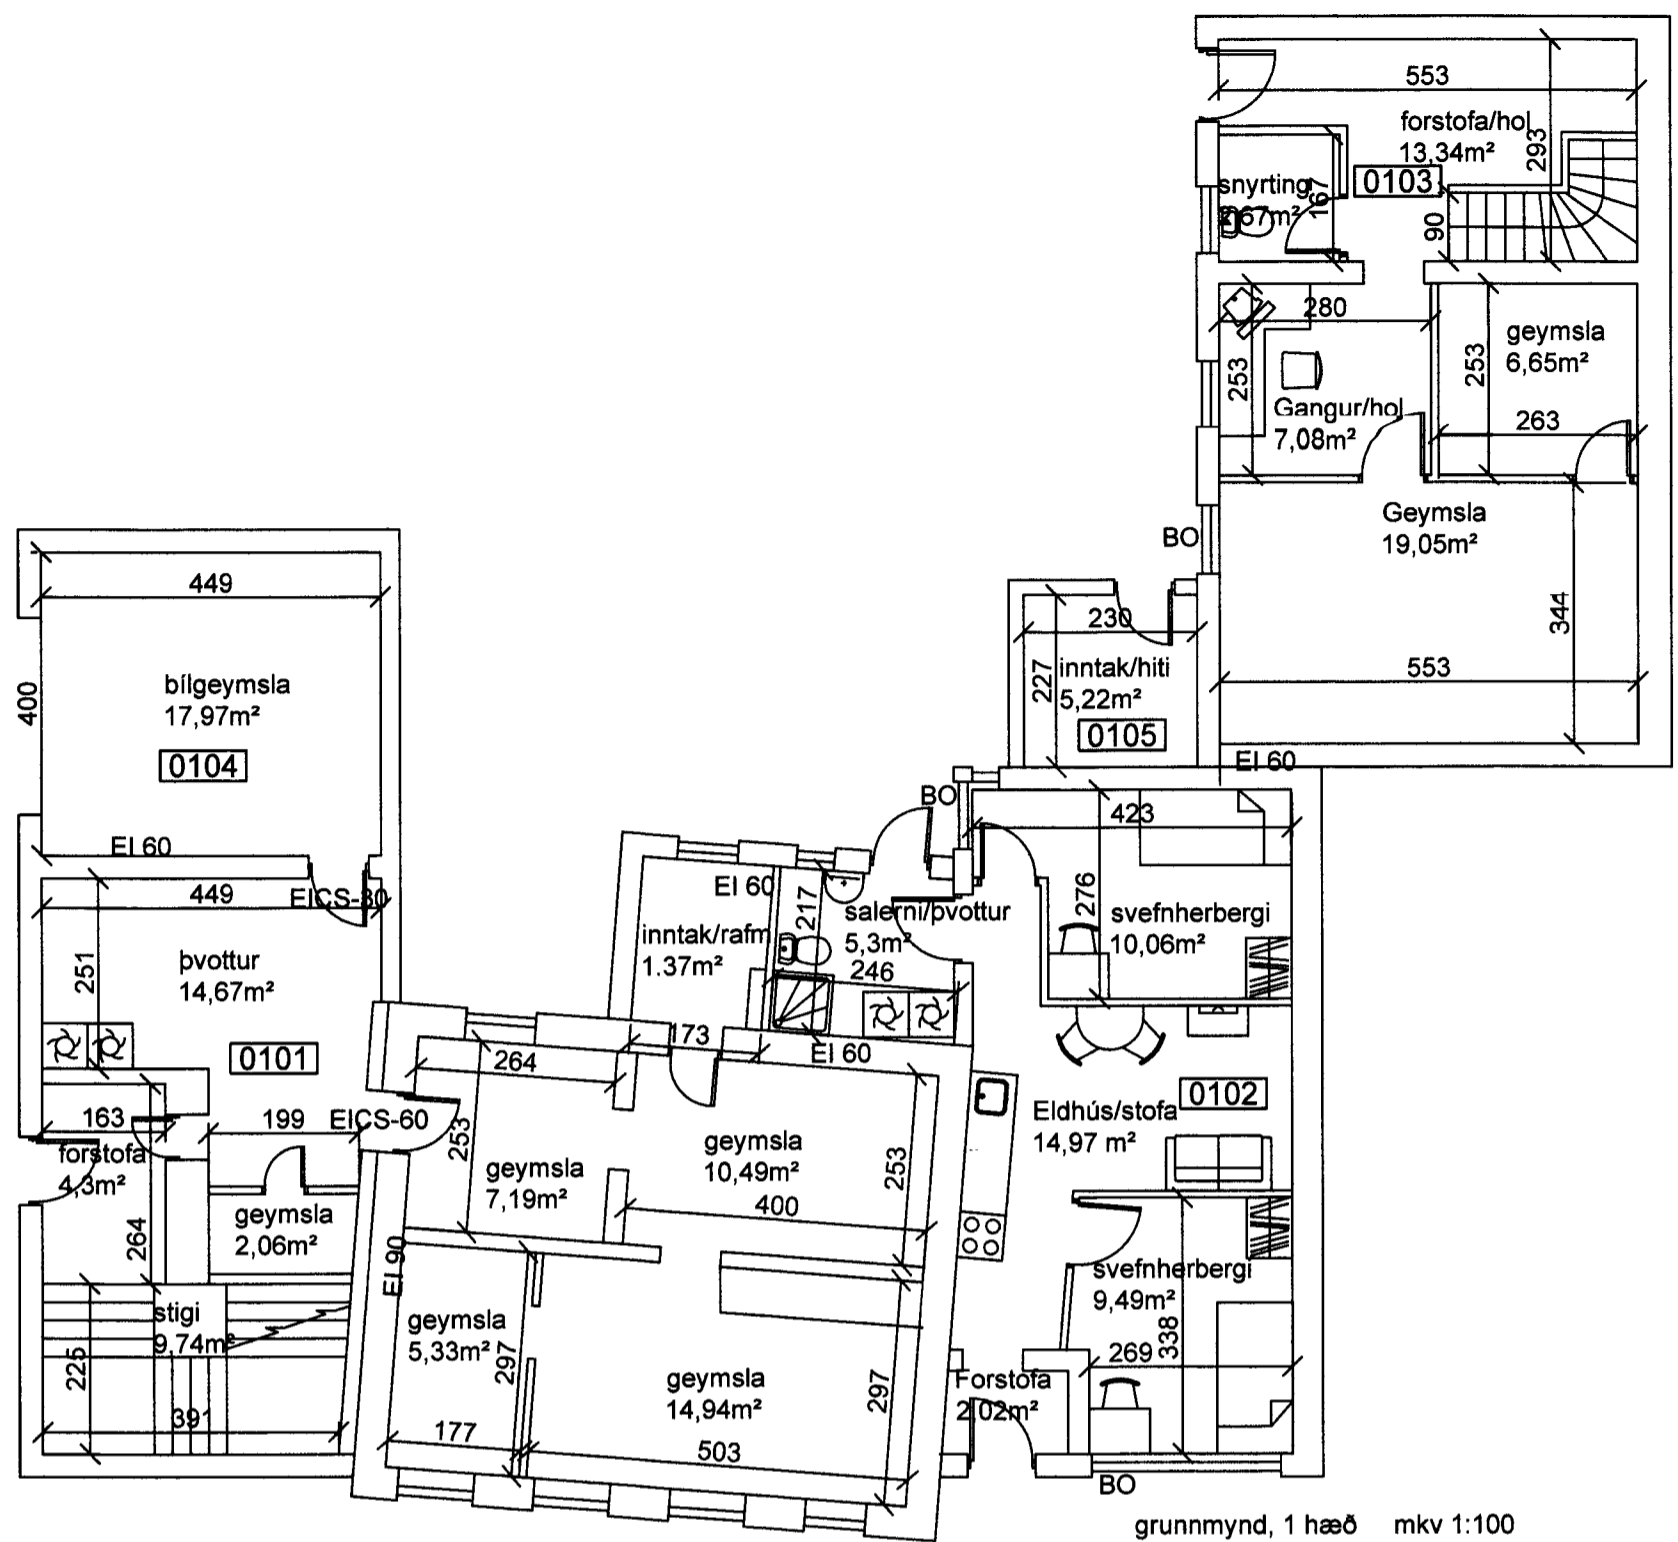 553
forstofa/hol
13,34m²
293
snyrting
2,67m²
167
0103
90
280
geymsla
6,65m²
253
253
Gangur/hol
7,08m²
263
Geymsla
19,05m²
BO
344
553
230
inntak/hiti
5,22m²
227
0105
EI 60
449
400
bílgeymsla
17,97m²
0104
EI 60
449
EICS-30
251
þvottur
14,67m²
0101
163
199
EICS-60
forstofa
4,3m²
264
geymsla
2,06m²
stigi
9,74m²
225
391
EI 90
BO
423
EI 60
217
salerni/þvottur
5,3m²
246
inntak/rafm
1.37m²
276
svefnherbergi
10,06m²
173
EI 60
264
253
geymsla
7,19m²
geymsla
10,49m²
253
400
0102
Eldhús/stofa
14,97 m²
svefnherbergi
9,49m²
338
269
geymsla
5,33m²
297
177
geymsla
14,94m²
297
503
Forstofa
2,02m²
BO
grunnmynd, 1 hæð mkv 1:100